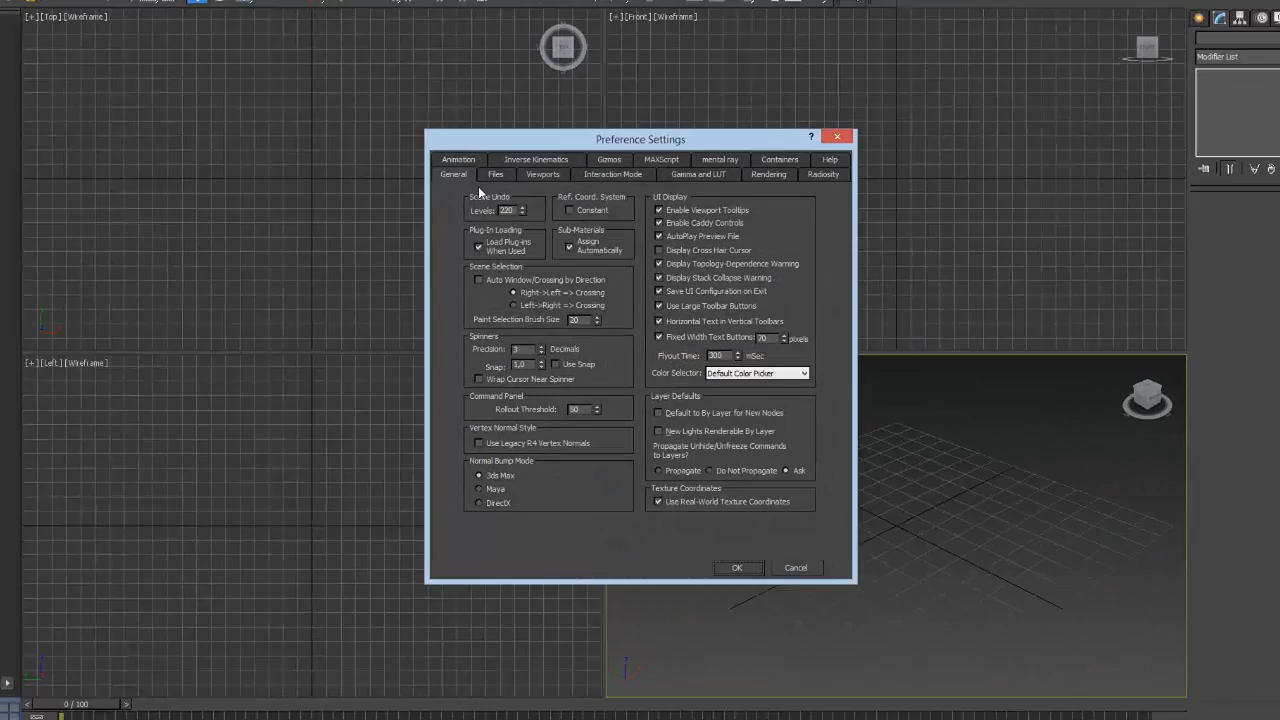 [+][Top][Wireframe]
[+][Front][Wireframe]
Modifier List
Preference Settings
?
Animation Inverse Kinematics Gizmos MAXScript mental ray Containers Help
General Files Viewports Interaction Mode Gamma and LUT Rendering Radiosity
Scene Undo
Levels: 220
Ref. Coord. System
Constant
Plug-In Loading
Load Plug-ins
When Used
Sub-Materials
Assign
Automatically
Scene Selection
Auto Window/Crossing by Direction
Right->Left => Crossing
Left->Right => Crossing
Paint Selection Brush Size 20
Spinners
Precision: 3 Decimals
Snap: 1,0 Use Snap
Wrap Cursor Near Spinner
Command Panel
Rollout Threshold: 50
Vertex Normal Style
Use Legacy R4 Vertex Normals
Normal Bump Mode
3ds Max
Maya
DirectX
UI Display
Enable Viewport Tooltips
Enable Caddy Controls
AutoPlay Preview File
Display Cross Hair Cursor
Display Topology-Dependence Warning
Display Stack Collapse Warning
Save UI Configuration on Exit
Use Large Toolbar Buttons
Horizontal Text in Vertical Toolbars
Fixed Width Text Buttons: 70 pixels
Flyout Time: 300 mSec
Color Selector: Default Color Picker
Layer Defaults
Default to By Layer for New Nodes
New Lights Renderable By Layer
Propagate Unhide/Unfreeze Commands
to Layers?
Propagate Do Not Propagate Ask
Texture Coordinates
Use Real-World Texture Coordinates
OK Cancel
[+][Left][Wireframe]
< 0 / 100 >